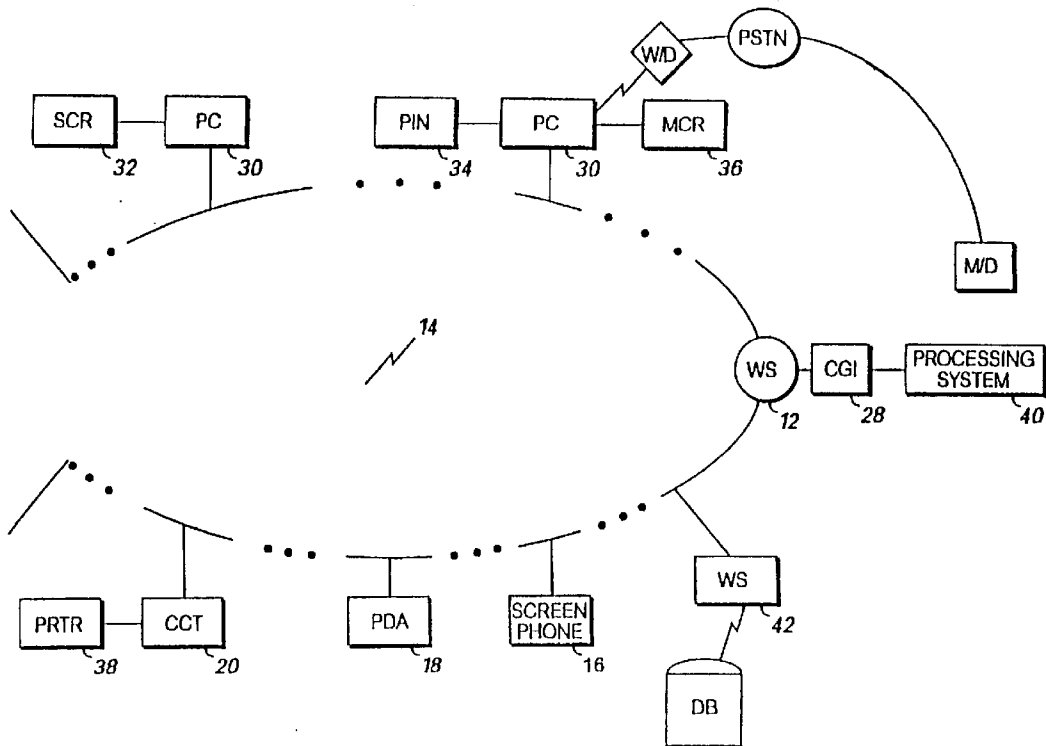 W/D
PSTN
SCR
32
PC
30
PIN
34
PC
30
MCR
36
M/D
14
WS
12
CGI
28
PROCESSING
SYSTEM
40
PRTR
38
CCT
20
PDA
18
SCREEN
PHONE
16
WS
42
DB